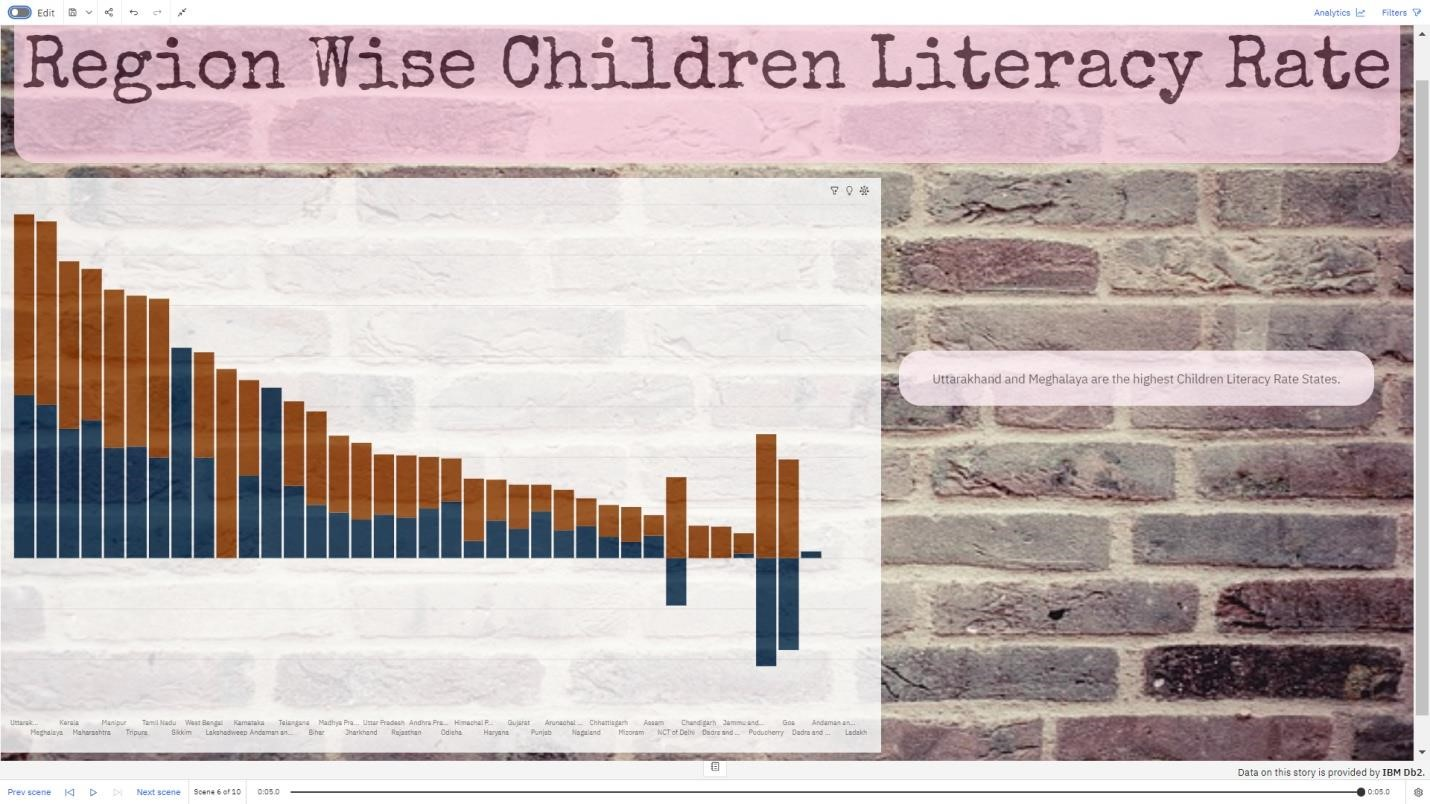 Edit
Analytics
Filters
Region Wise Children Literacy Rate
Uttarakhand and Meghalaya are the highest Children Literacy Rate States.
Uttarak... Kerala Manipur Tamil Nadu West Bengal Karnataka Telangana Madhya Pra... Uttar Pradesh Andhra Pra... Himachal P... Gujarat Arunachal ... Chhattisgarh Assam Chandigarh Jammu and... Goa Andaman an...
Meghalaya Maharashtra Tripura Sikkim Lakshadweep Andaman an... Bihar Jharkhand Rajasthan Odisha Haryana Punjab Nagaland Mizoram NCT of Delhi Dadra and ... Puducherry Dadra and ... Ladakh
Data on this story is provided by IBM Db2.
Prev scene
Next scene
Scene 6 of 10
0:05.0
0:05.0